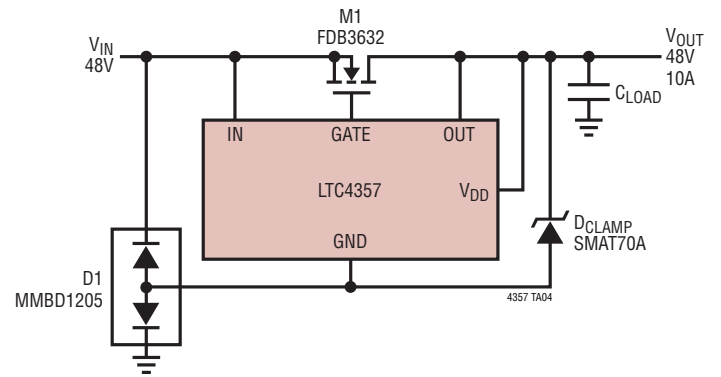 M1
FDB3632
VIN
48V
VOUT
48V
10A
CLOAD
IN
GATE
OUT
LTC4357
VDD
GND
DCLAMP
SMAT70A
D1
MMBD1205
4357 TA04